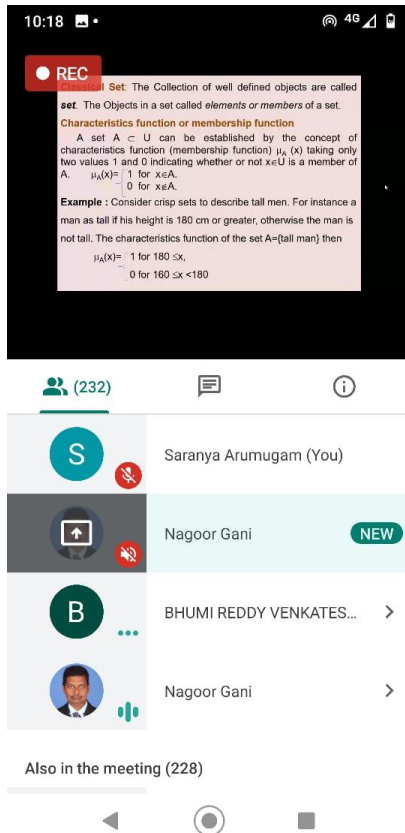 10:18
4G
REC
Classical Set: The Collection of well defined objects are called
set. The Objects in a set called elements or members of a set.
Characteristics function or membership function)
A set A ⊂ U can be established by the concept of
characteristics function (membership function) μA (x) taking only
two values 1 and 0 indicating whether or not x∊U is a member of
A. μA(x)= 1 for x∊A.
0 for x∉A.
Example : Consider crisp sets to describe tall men. For instance a
man as tall if his height is 180 cm or greater, otherwise the man is
not tall. The characteristics function of the set A={tall man} then
μA(x)= 1 for 180 ≤x,
0 for 160 ≤x <180
(232)
S
Saranya Arumugam (You)
Nagoor Gani
NEW
B
BHUMI REDDY VENKATES...
Nagoor Gani
Also in the meeting (228)